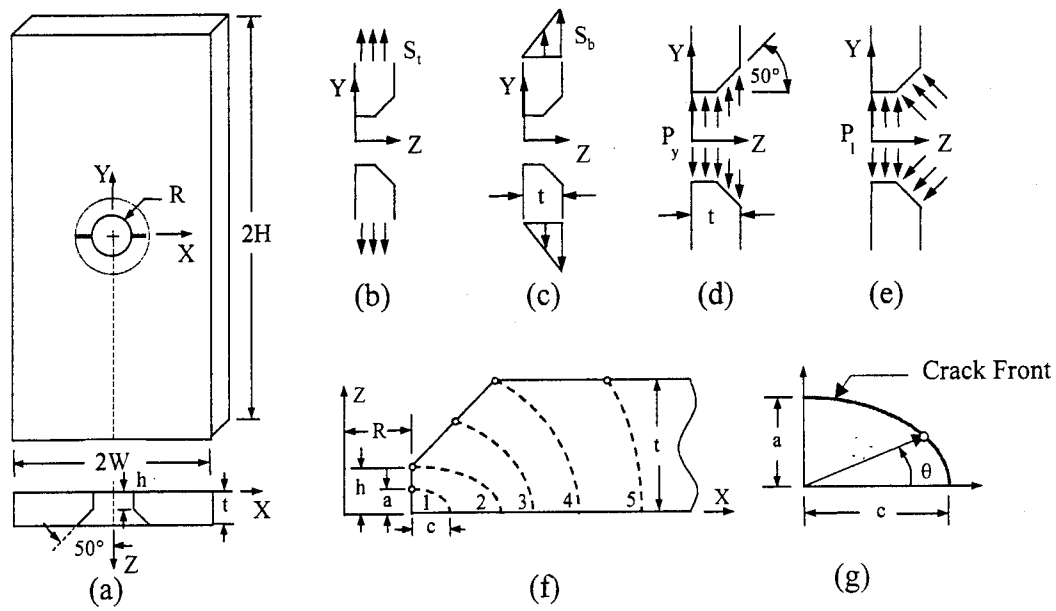 Y
R
X
2H
2W
h
X
t
50°
Z
(a)
S_t
Y
Z
(b)
S_b
Y
Z
t
(c)
Y
50°
P_y
Z
t
(d)
Y
P_l
Z
(e)
Z
R
h
a
t
1 2 3 4 5
X
c
(f)
Crack Front
a
θ
c
(g)